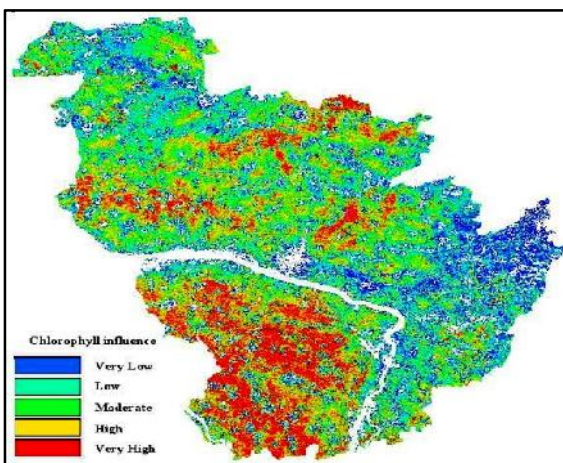 Chlorophyll influence
Very Low
Low
Moderate
High
Very High